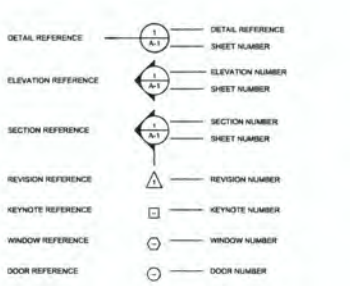 1 DETAIL REFERENCE
DETAIL REFERENCE A-1 SHEET NUMBER
1 ELEVATION NUMBER
ELEVATION REFERENCE A-1 SHEET NUMBER
1 SECTION NUMBER
SECTION REFERENCE A-1 SHEET NUMBER
REVISION REFERENCE 1 REVISION NUMBER
KEYNOTE REFERENCE - KEYNOTE NUMBER
WINDOW REFERENCE - WINDOW NUMBER
DOOR REFERENCE - DOOR NUMBER